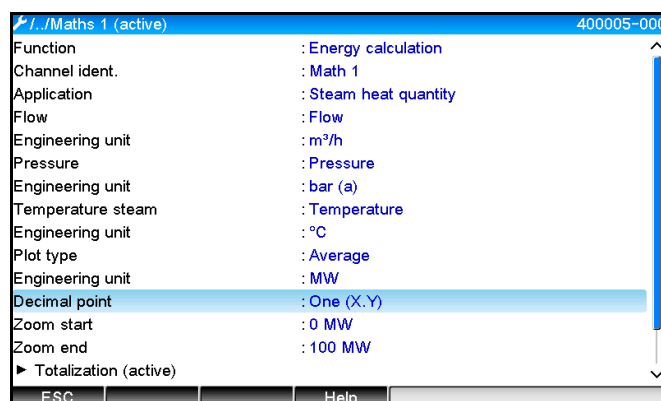 /../Maths 1 (active) 400005-000
Function : Energy calculation
Channel ident. : Math 1
Application : Steam heat quantity
Flow : Flow
Engineering unit : m³/h
Pressure : Pressure
Engineering unit : bar (a)
Temperature steam : Temperature
Engineering unit : °C
Plot type : Average
Engineering unit : MW
Decimal point : One (X.Y)
Zoom start : 0 MW
Zoom end : 100 MW
► Totalization (active)
ESC Help